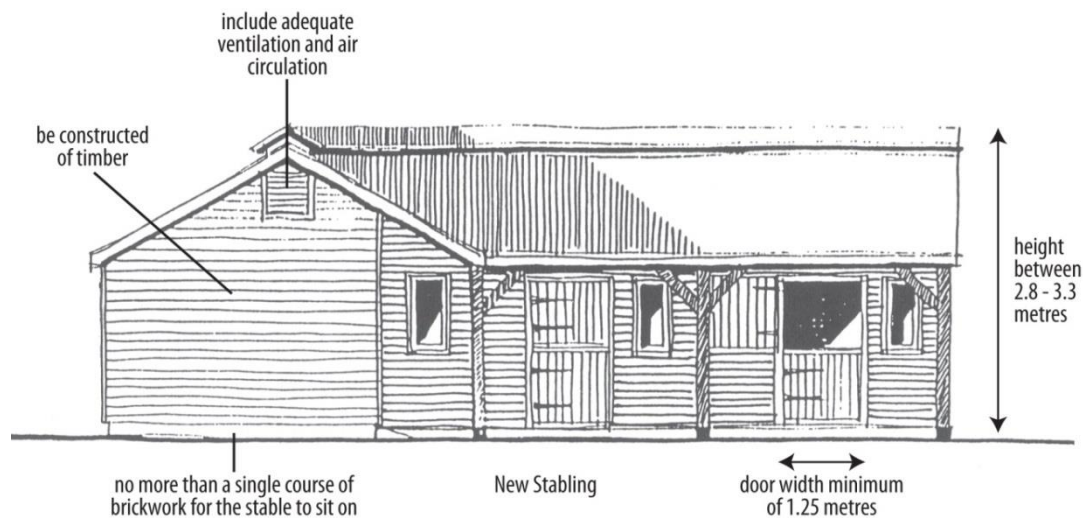 include adequate
ventilation and air
circulation
be constructed
of timber
height
between
2.8 - 3.3
metres
no more than a single course of
brickwork for the stable to sit on
New Stabling
door width minimum
of 1.25 metres